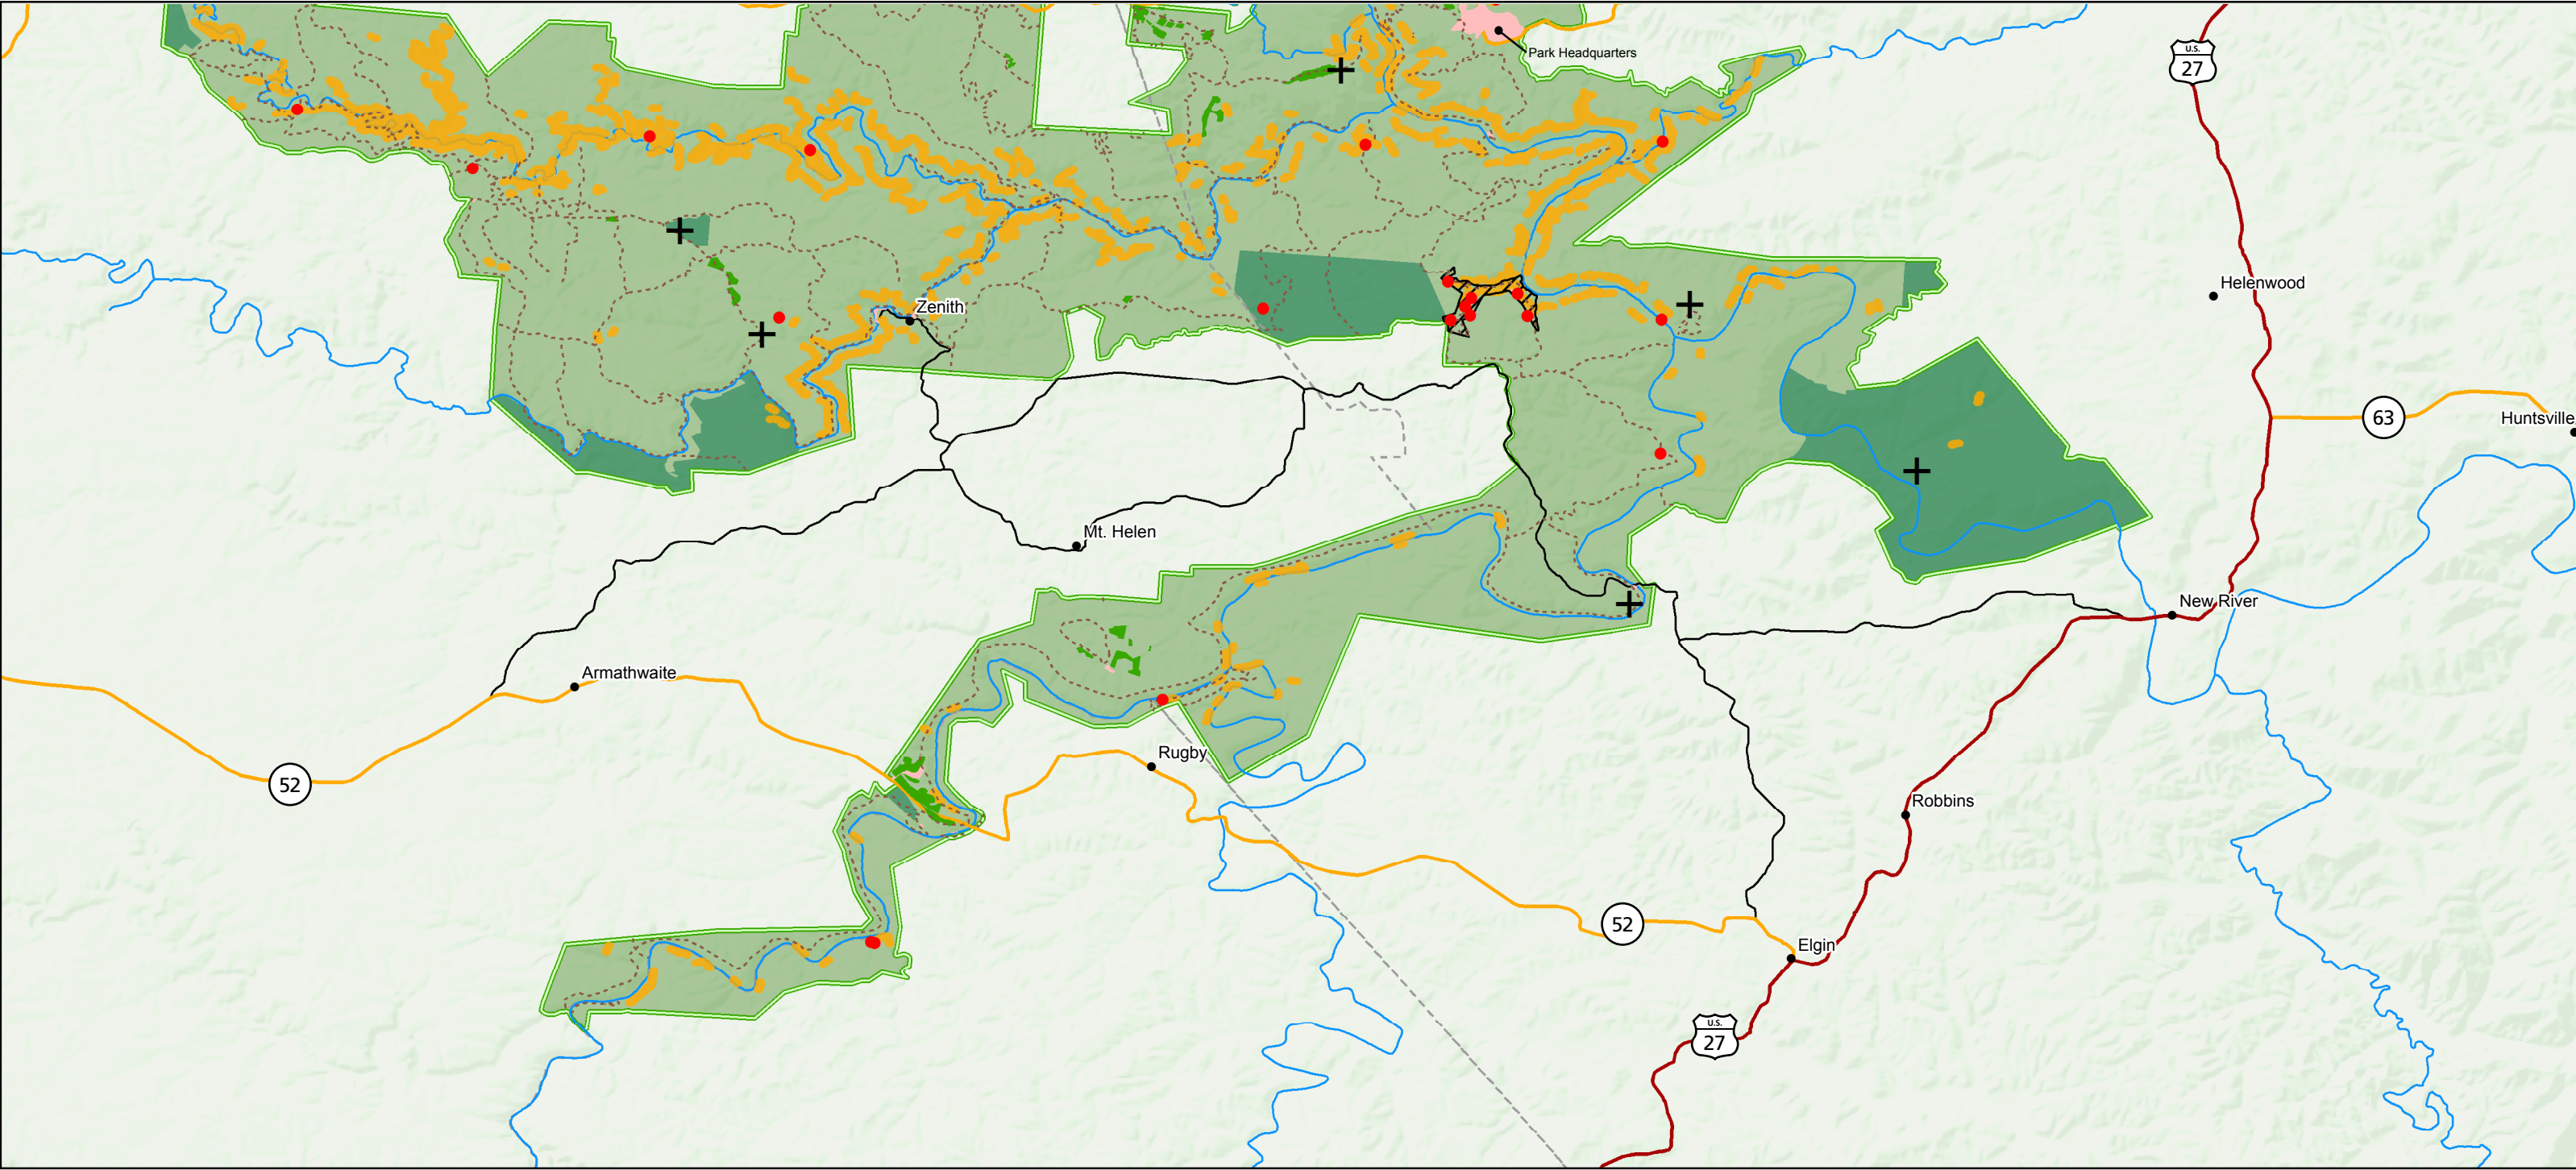 Park Headquarters
U.S.
27
Helenwood
Zenith
63
Huntsville
Mt. Helen
New River
Armathwaite
Rugby
52
Robbins
52
Elgin
U.S.
27